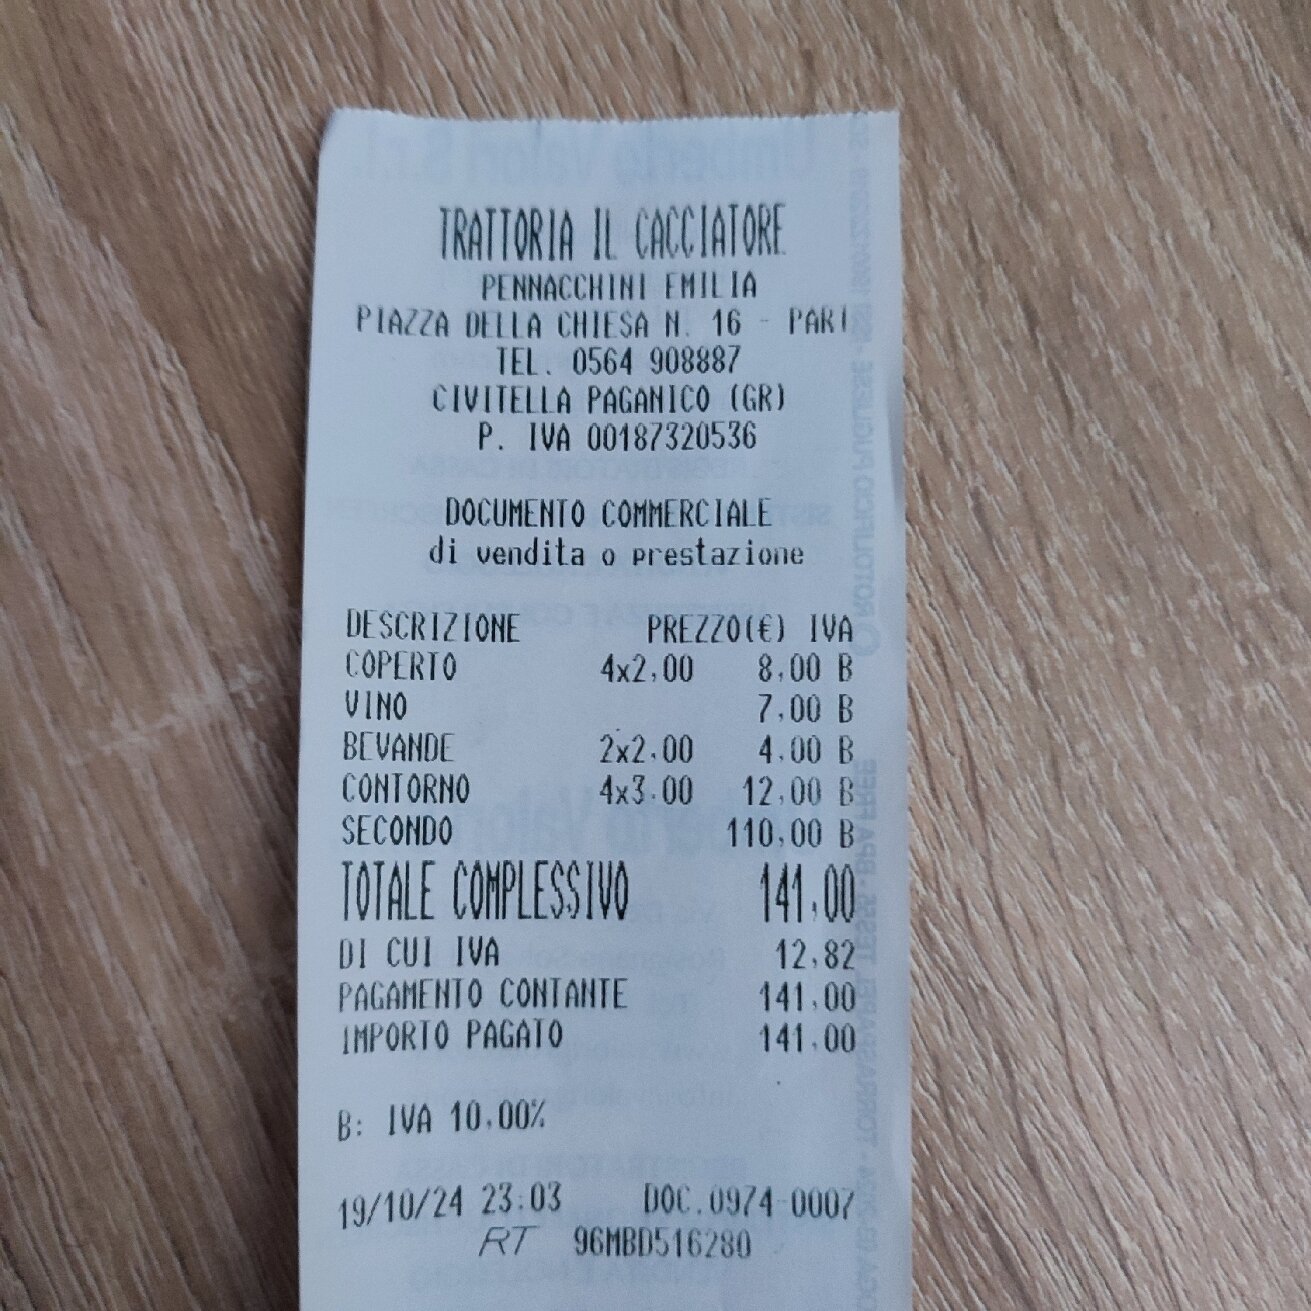 TRATTORIA IL CACCIATORE
PENNACCHINI EMILIA
PIAZZA DELLA CHIESA N. 16 - PARI
TEL. 0564 908887
CIVITELLA PAGANICO (GR)
P. IVA 00187320536
DOCUMENTO COMMERCIALE
di vendita o prestazione
DESCRIZIONE PREZZO(€) IVA
COPERTO 4x2,00 8,00 B
VINO 7,00 B
BEVANDE 2x2,00 4,00 B
CONTORNO 4x3,00 12,00 B
SECONDO 110,00 B
TOTALE COMPLESSIVO 141,00
DI CUI IVA 12,82
PAGAMENTO CONTANTE 141,00
IMPORTO PAGATO 141,00
B: IVA 10,00%
19/10/24 23:03 DOC.0974-0007
RT 96MBD516280